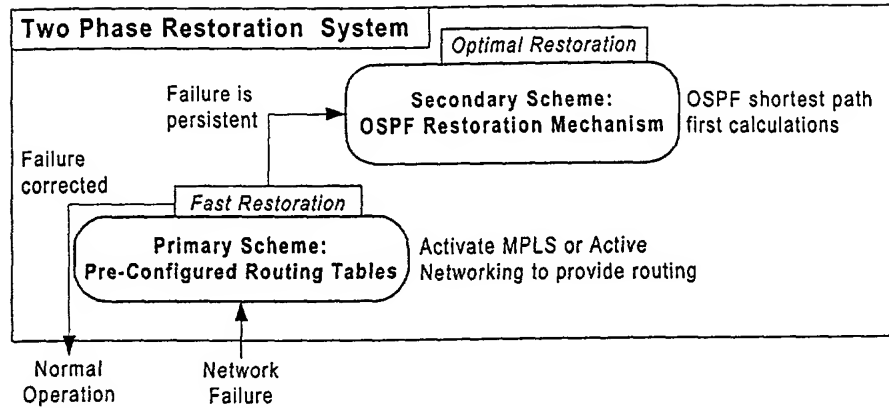 Two Phase Restoration System
Optimal Restoration
Failure is
persistent
Secondary Scheme:
OSPF Restoration Mechanism
OSPF shortest path
first calculations
Failure
corrected
Fast Restoration
Primary Scheme:
Pre-Configured Routing Tables
Activate MPLS or Active
Networking to provide routing
Normal
Operation
Network
Failure